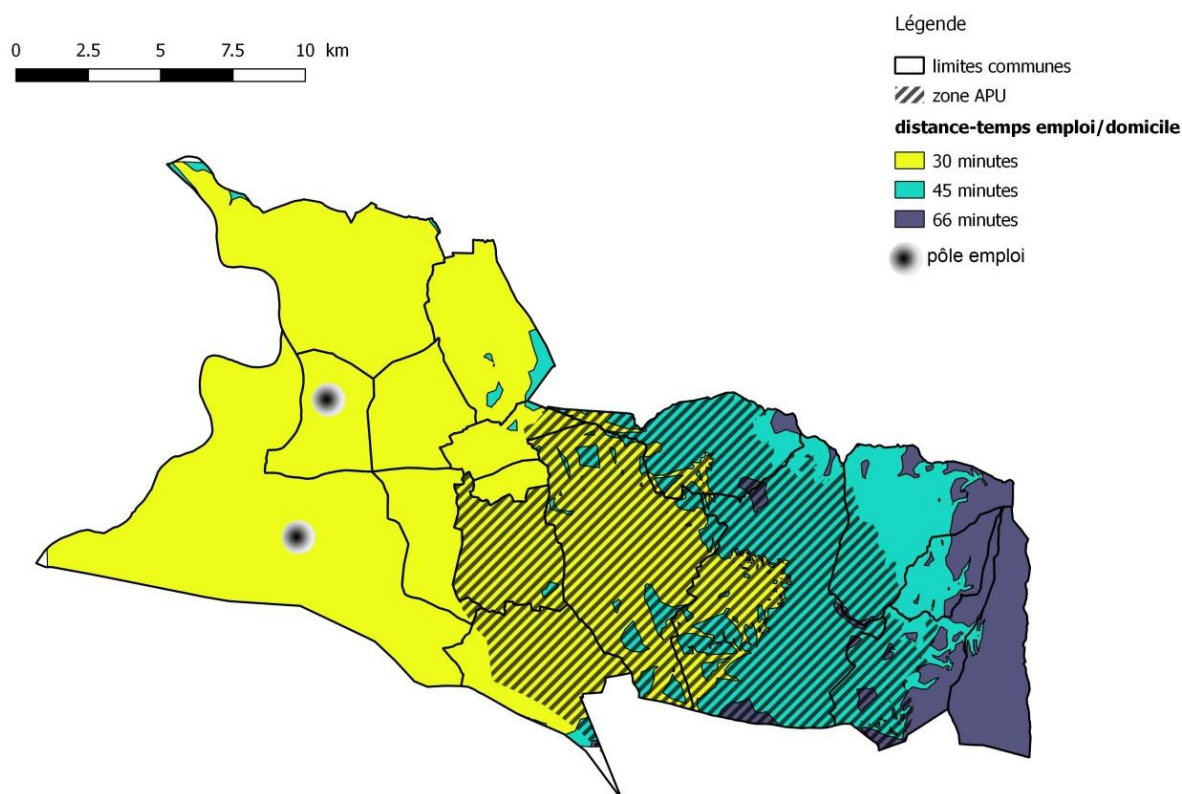 0 2.5 5 7.5 10 km
Légende
limites communes
zone APU
distance-temps emploi/domicile
30 minutes
45 minutes
66 minutes
pôle emploi